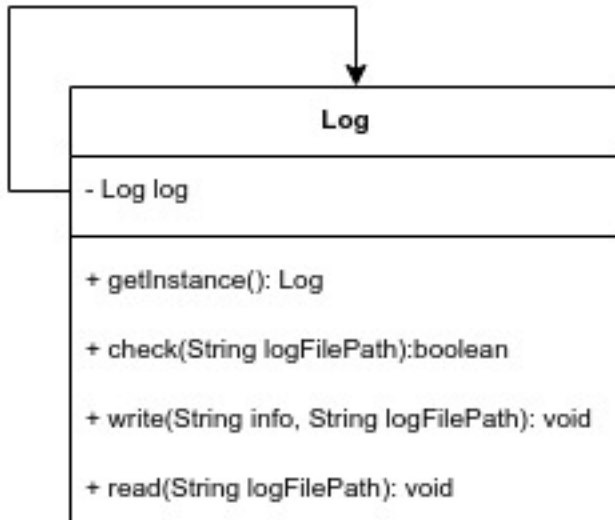 Log
- Log log
+ getInstance(): Log
+ check(String logFilePath):boolean
+ write(String info, String logFilePath): void
+ read(String logFilePath): void